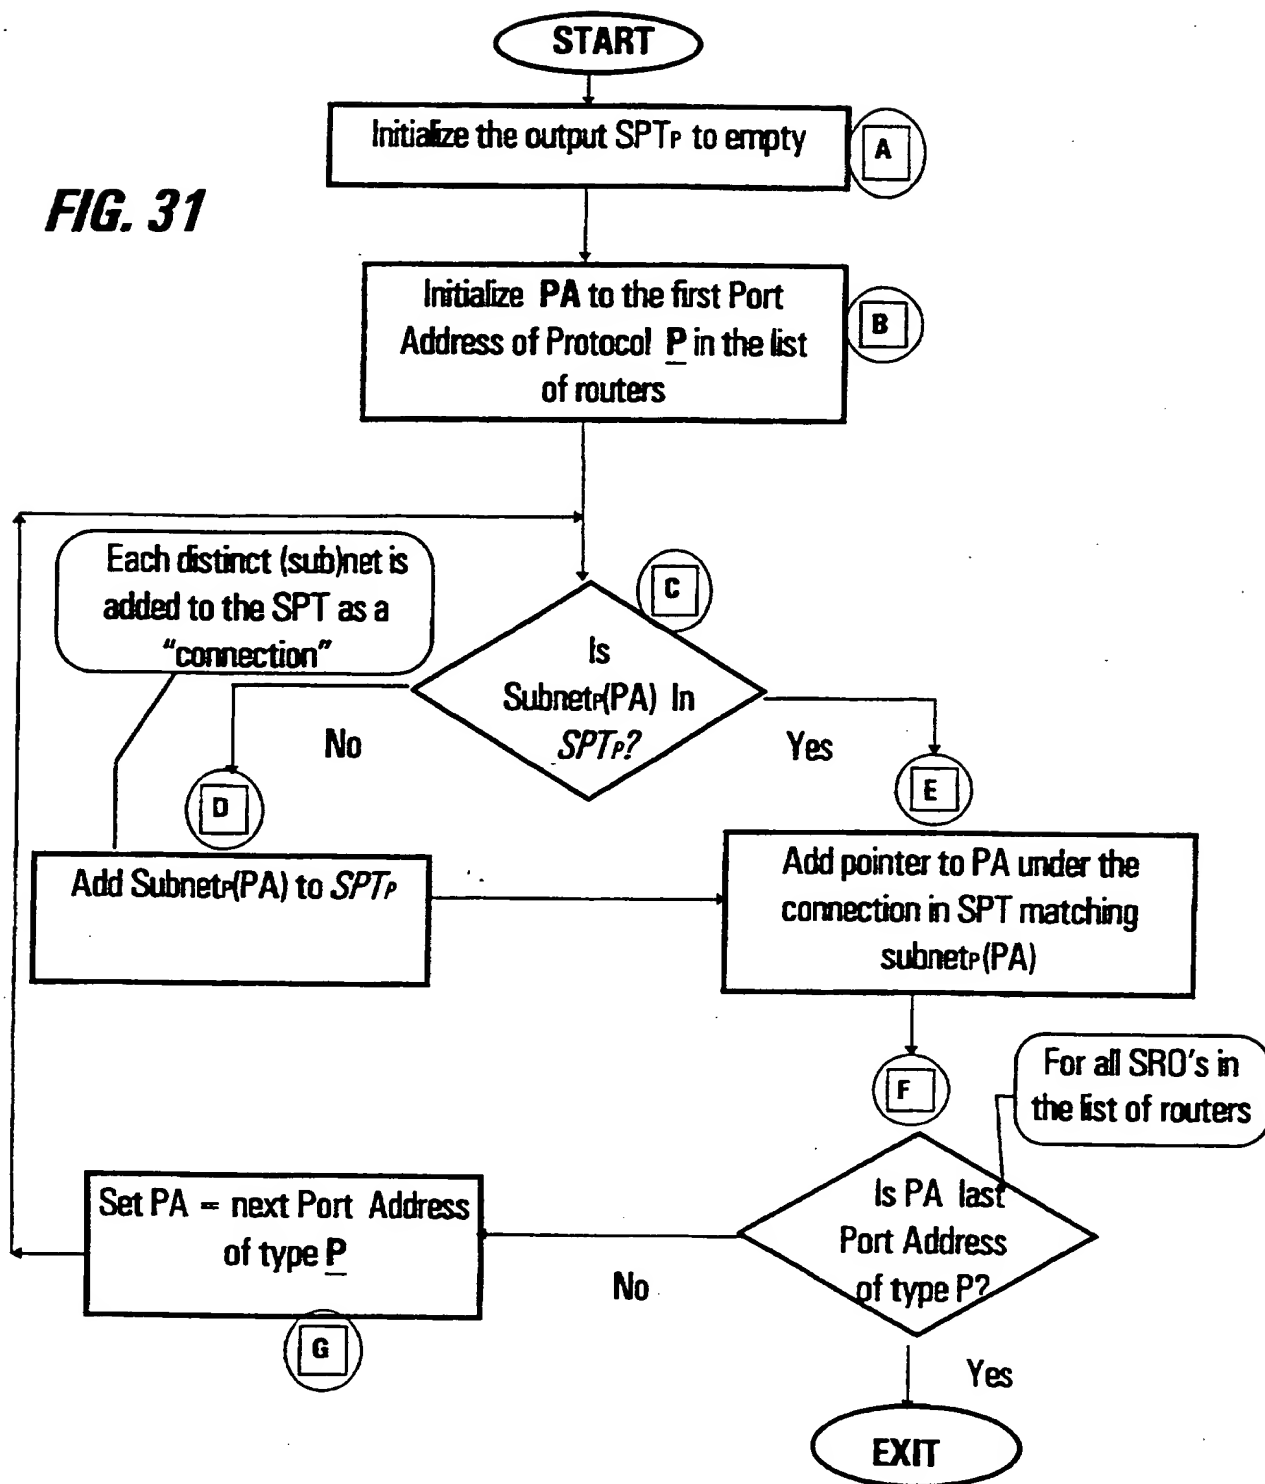 START
Initialize the output SPTP to empty
A
FIG. 31
Initialize PA to the first Port
Address of Protocol P in the list
of routers
B
Each distinct (sub)net is
added to the SPT as a
“connection”
C
Is
SubnetP(PA) In
SPTP?
No
Yes
D
E
Add SubnetP(PA) to SPTP
Add pointer to PA under the
connection in SPT matching
subnetP(PA)
F
For all SRO's in
the list of routers
Set PA = next Port Address
of type P
Is PA last
Port Address
of type P?
No
G
Yes
EXIT